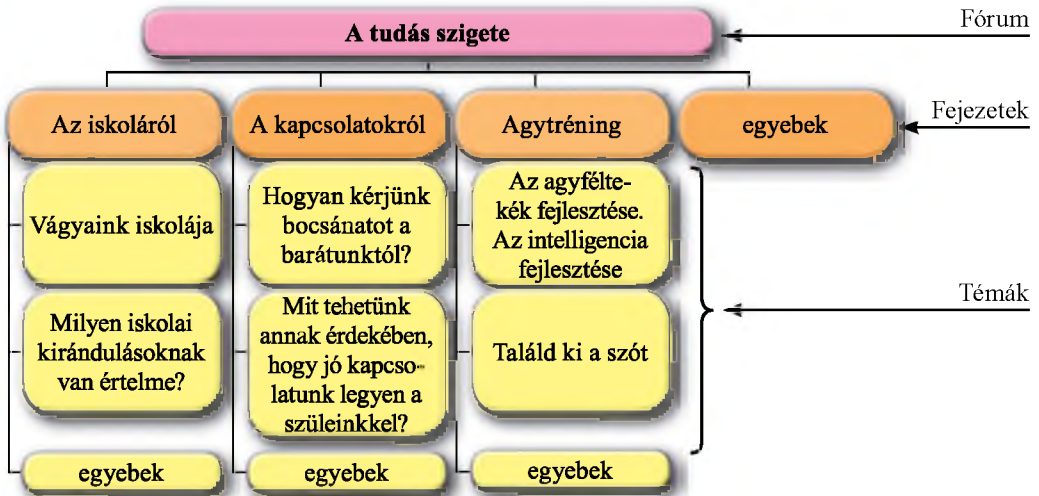 A tudás szigete
Fórum
Az iskoláról
A kapcsolatokról
Agytréning
egyebek
Fejezetek
Vágyaink iskolája
Hogyan kérjünk
bocsánatot a
barátunktól?
Az agyfélte-
kék fejlesztése.
Az intelligencia
fejlesztése
Milyen iskolai
kirándulásoknak
van értelme?
Mit tehetünk
annak érdekében,
hogy jó kapcso-
latunk legyen a
szüleinkkel?
Találd ki a szót
Témák
egyebek
egyebek
egyebek